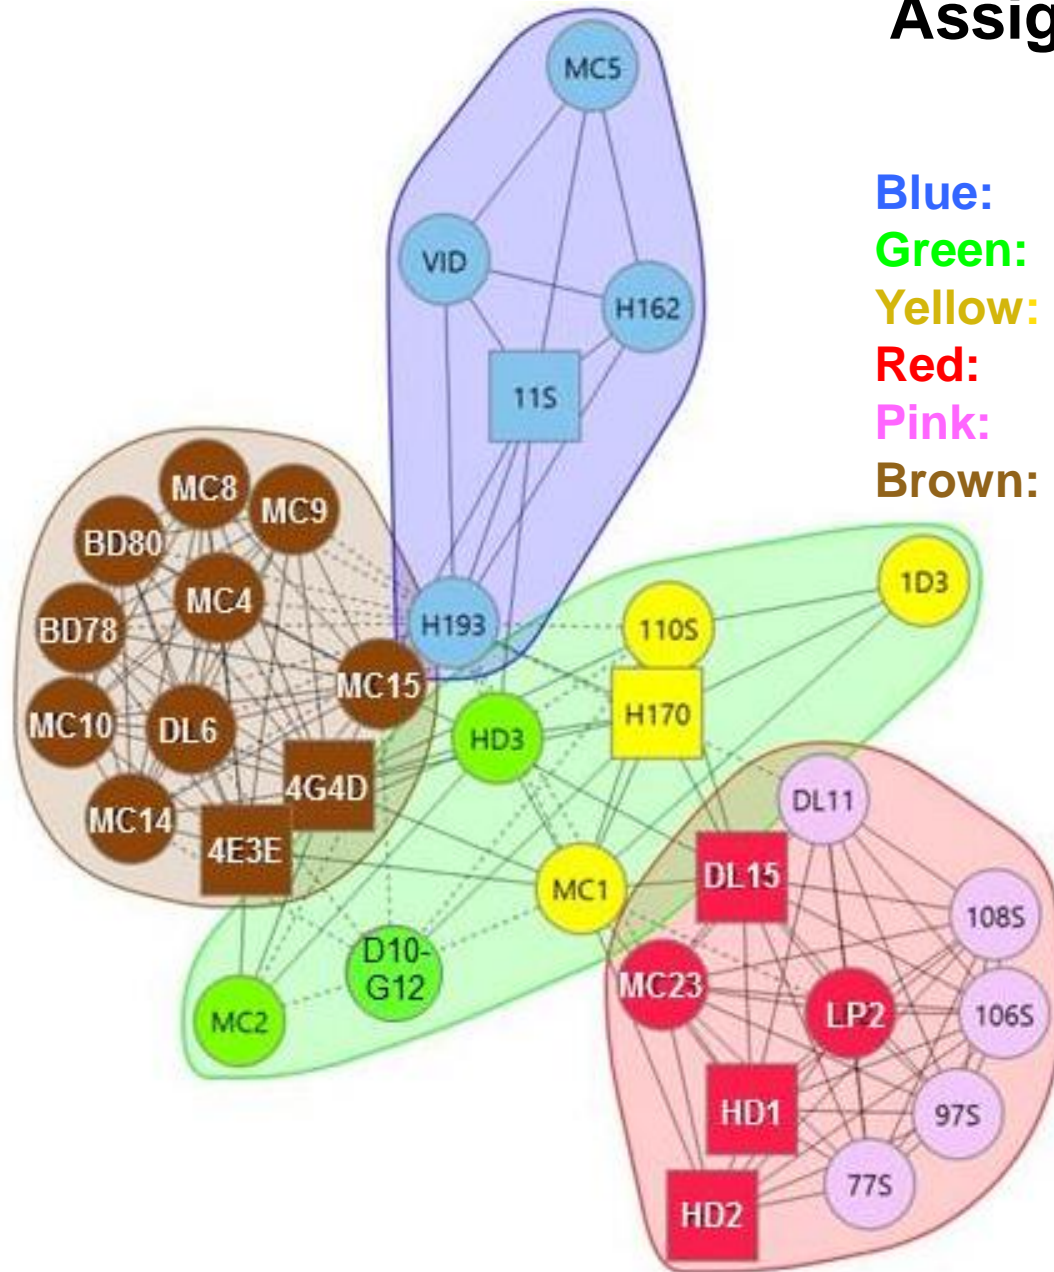 Assig
MC5
Blue:
Green:
VID
Yellow:
H162
Red:
11S
Pink:
Brown:
MC8
MC9
BD80
MC4
1D3
BD78
H193
110S
MC15
MC10
DL6
H170
HD3
4G4D
DL11
MC14
4E3E
DL15
MC1
108S
D10-
G12
MC23
LP2
106S
MC2
HD1
97S
77S
HD2